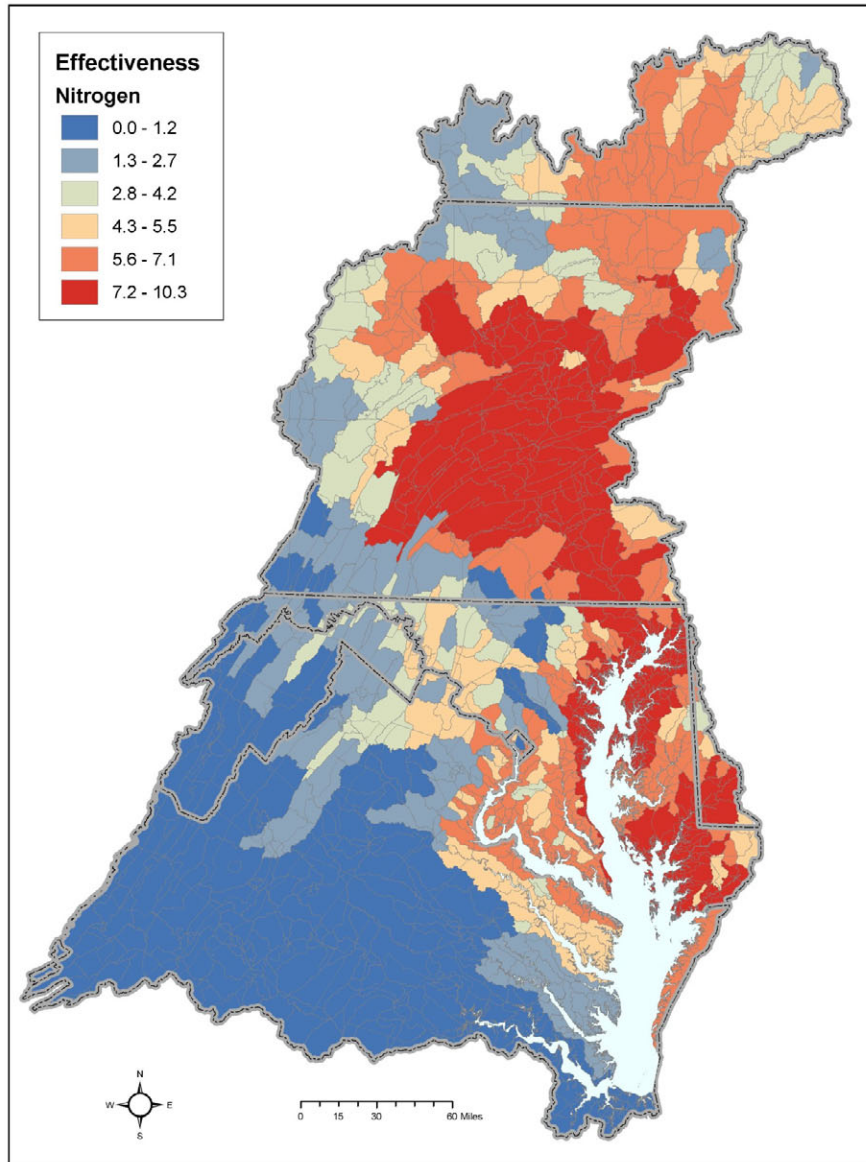 Effectiveness
Nitrogen
0.0 - 1.2
1.3 - 2.7
2.8 - 4.2
4.3 - 5.5
5.6 - 7.1
7.2 - 10.3
N
W E
S
0 15 30 60 Miles